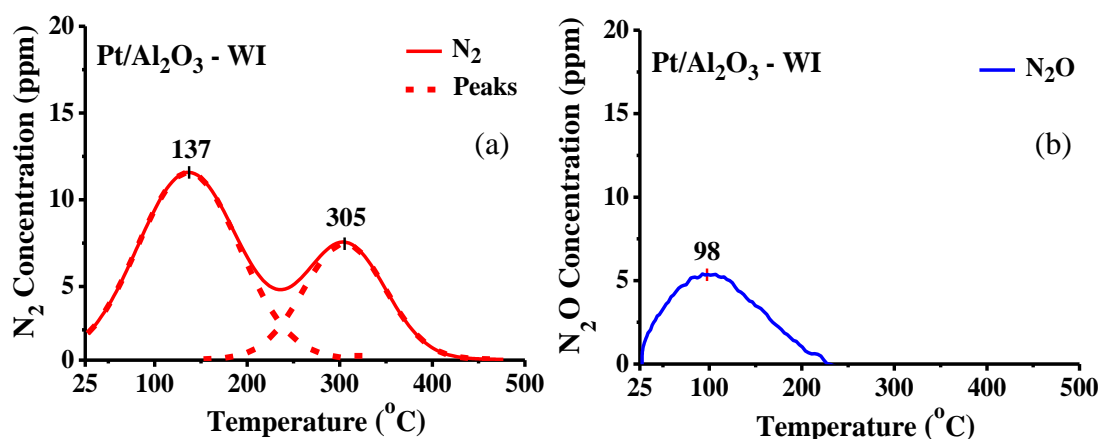 20
15
10
5
0
N₂ Concentration (ppm)
Pt/Al₂O₃ - WI
N₂
Peaks
(a)
137
305
25 100 200 300 400 500
Temperature (°C)
20
15
10
5
0
N₂O Concentration (ppm)
Pt/Al₂O₃ - WI
N₂O
(b)
98
25 100 200 300 400 500
Temperature (°C)